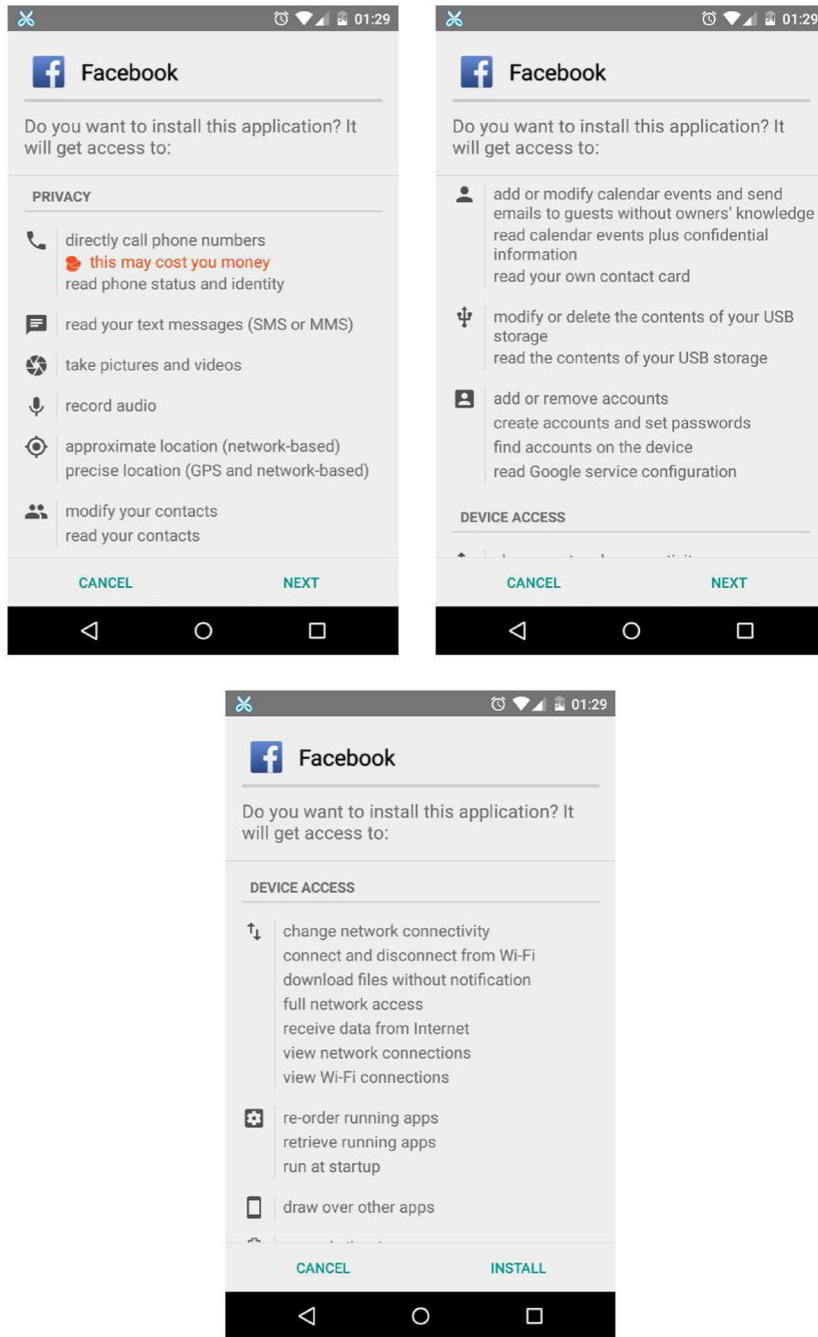 01:29
Facebook
Do you want to install this application? It
will get access to:
PRIVACY
directly call phone numbers
this may cost you money
read phone status and identity
read your text messages (SMS or MMS)
take pictures and videos
record audio
approximate location (network-based)
precise location (GPS and network-based)
modify your contacts
read your contacts
CANCEL NEXT
01:29
Facebook
Do you want to install this application? It
will get access to:
add or modify calendar events and send
emails to guests without owners' knowledge
read calendar events plus confidential
information
read your own contact card
modify or delete the contents of your USB
storage
read the contents of your USB storage
add or remove accounts
create accounts and set passwords
find accounts on the device
read Google service configuration
DEVICE ACCESS
CANCEL NEXT
01:29
Facebook
Do you want to install this application? It
will get access to:
DEVICE ACCESS
change network connectivity
connect and disconnect from Wi-Fi
download files without notification
full network access
receive data from Internet
view network connections
view Wi-Fi connections
re-order running apps
retrieve running apps
run at startup
draw over other apps
CANCEL INSTALL